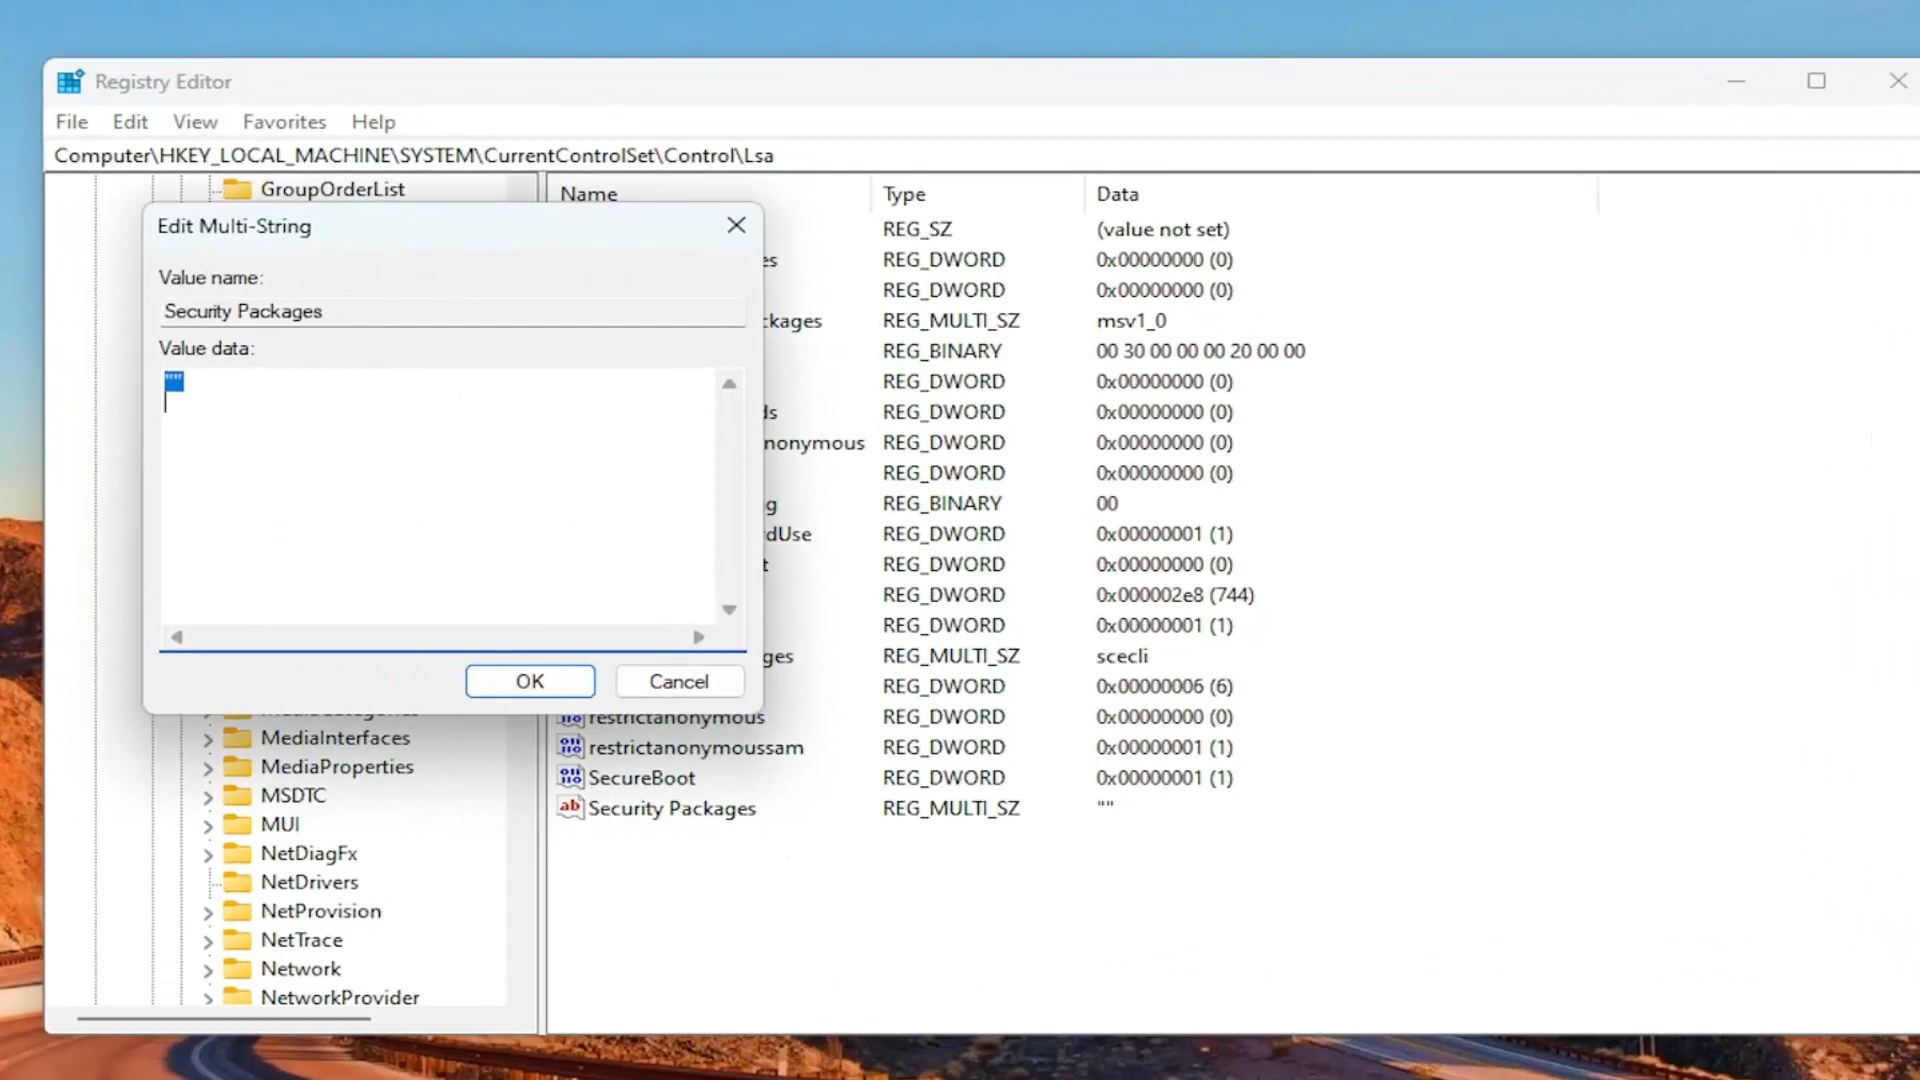 Registry Editor
File Edit View Favorites Help
Computer\HKEY_LOCAL_MACHINE\SYSTEM\CurrentControlSet\Control\Lsa
GroupOrderList
Edit Multi-String
Value name:
Security Packages
Value data:
""
OK Cancel
MediaInterfaces
MediaProperties
MSDTC
MUI
NetDiagFx
NetDrivers
NetProvision
NetTrace
Network
NetworkProvider
Name Type Data
REG_SZ (value not set)
es REG_DWORD 0x00000000 (0)
REG_DWORD 0x00000000 (0)
ckages REG_MULTI_SZ msv1_0
REG_BINARY 00 30 00 00 00 20 00 00
REG_DWORD 0x00000000 (0)
ds REG_DWORD 0x00000000 (0)
nonymous REG_DWORD 0x00000000 (0)
REG_DWORD 0x00000000 (0)
g REG_BINARY 00
rdUse REG_DWORD 0x00000001 (1)
t REG_DWORD 0x00000000 (0)
REG_DWORD 0x000002e8 (744)
REG_DWORD 0x00000001 (1)
ges REG_MULTI_SZ scecli
REG_DWORD 0x00000006 (6)
restrictanonymous REG_DWORD 0x00000000 (0)
restrictanonymoussam REG_DWORD 0x00000001 (1)
SecureBoot REG_DWORD 0x00000001 (1)
Security Packages REG_MULTI_SZ ""